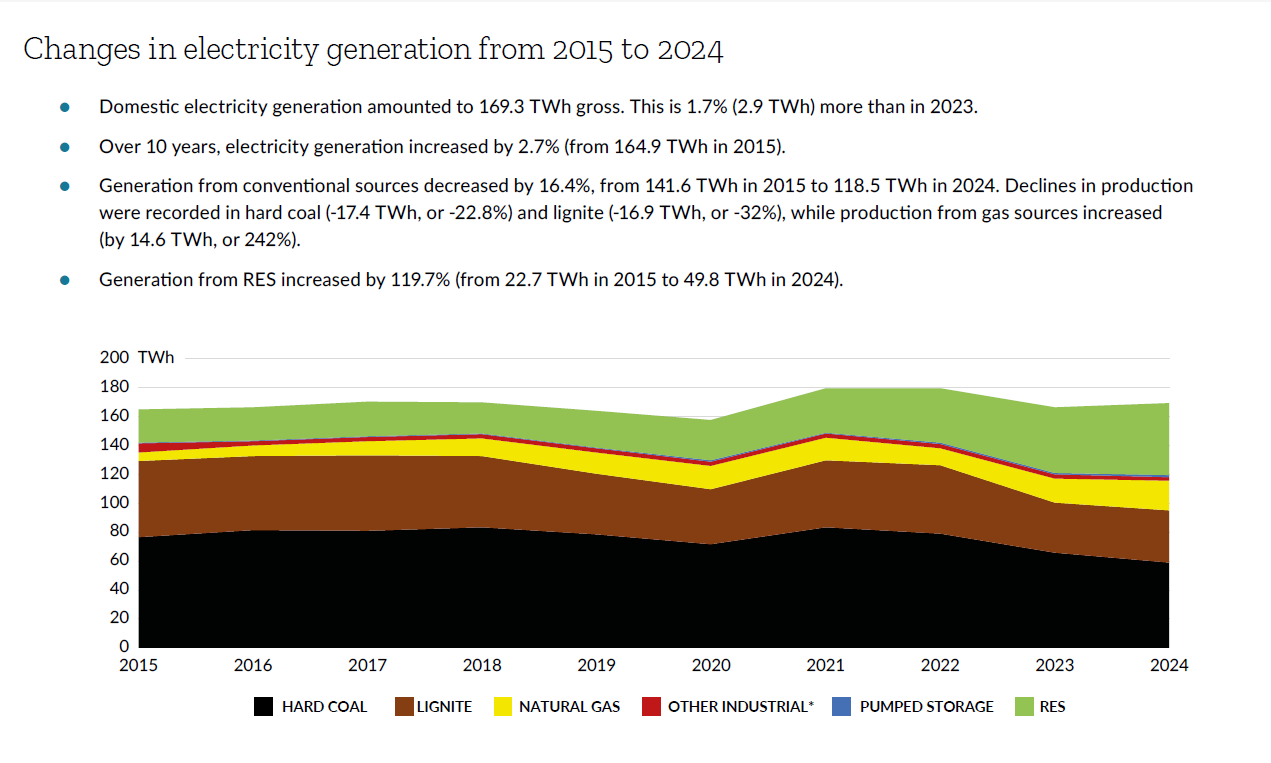 Changes in electricity generation from 2015 to 2024
Domestic electricity generation amounted to 169.3 TWh gross. This is 1.7% (2.9 TWh) more than in 2023.
Over 10 years, electricity generation increased by 2.7% (from 164.9 TWh in 2015).
Generation from conventional sources decreased by 16.4%, from 141.6 TWh in 2015 to 118.5 TWh in 2024. Declines in production
were recorded in hard coal (-17.4 TWh, or -22.8%) and lignite (-16.9 TWh, or -32%), while production from gas sources increased
(by 14.6 TWh, or 242%).
Generation from RES increased by 119.7% (from 22.7 TWh in 2015 to 49.8 TWh in 2024).
200 TWh
180
160
140
120
100
80
60
40
20
0
2015 2016 2017 2018 2019 2020 2021 2022 2023 2024
HARD COAL LIGNITE NATURAL GAS OTHER INDUSTRIAL* PUMPED STORAGE RES